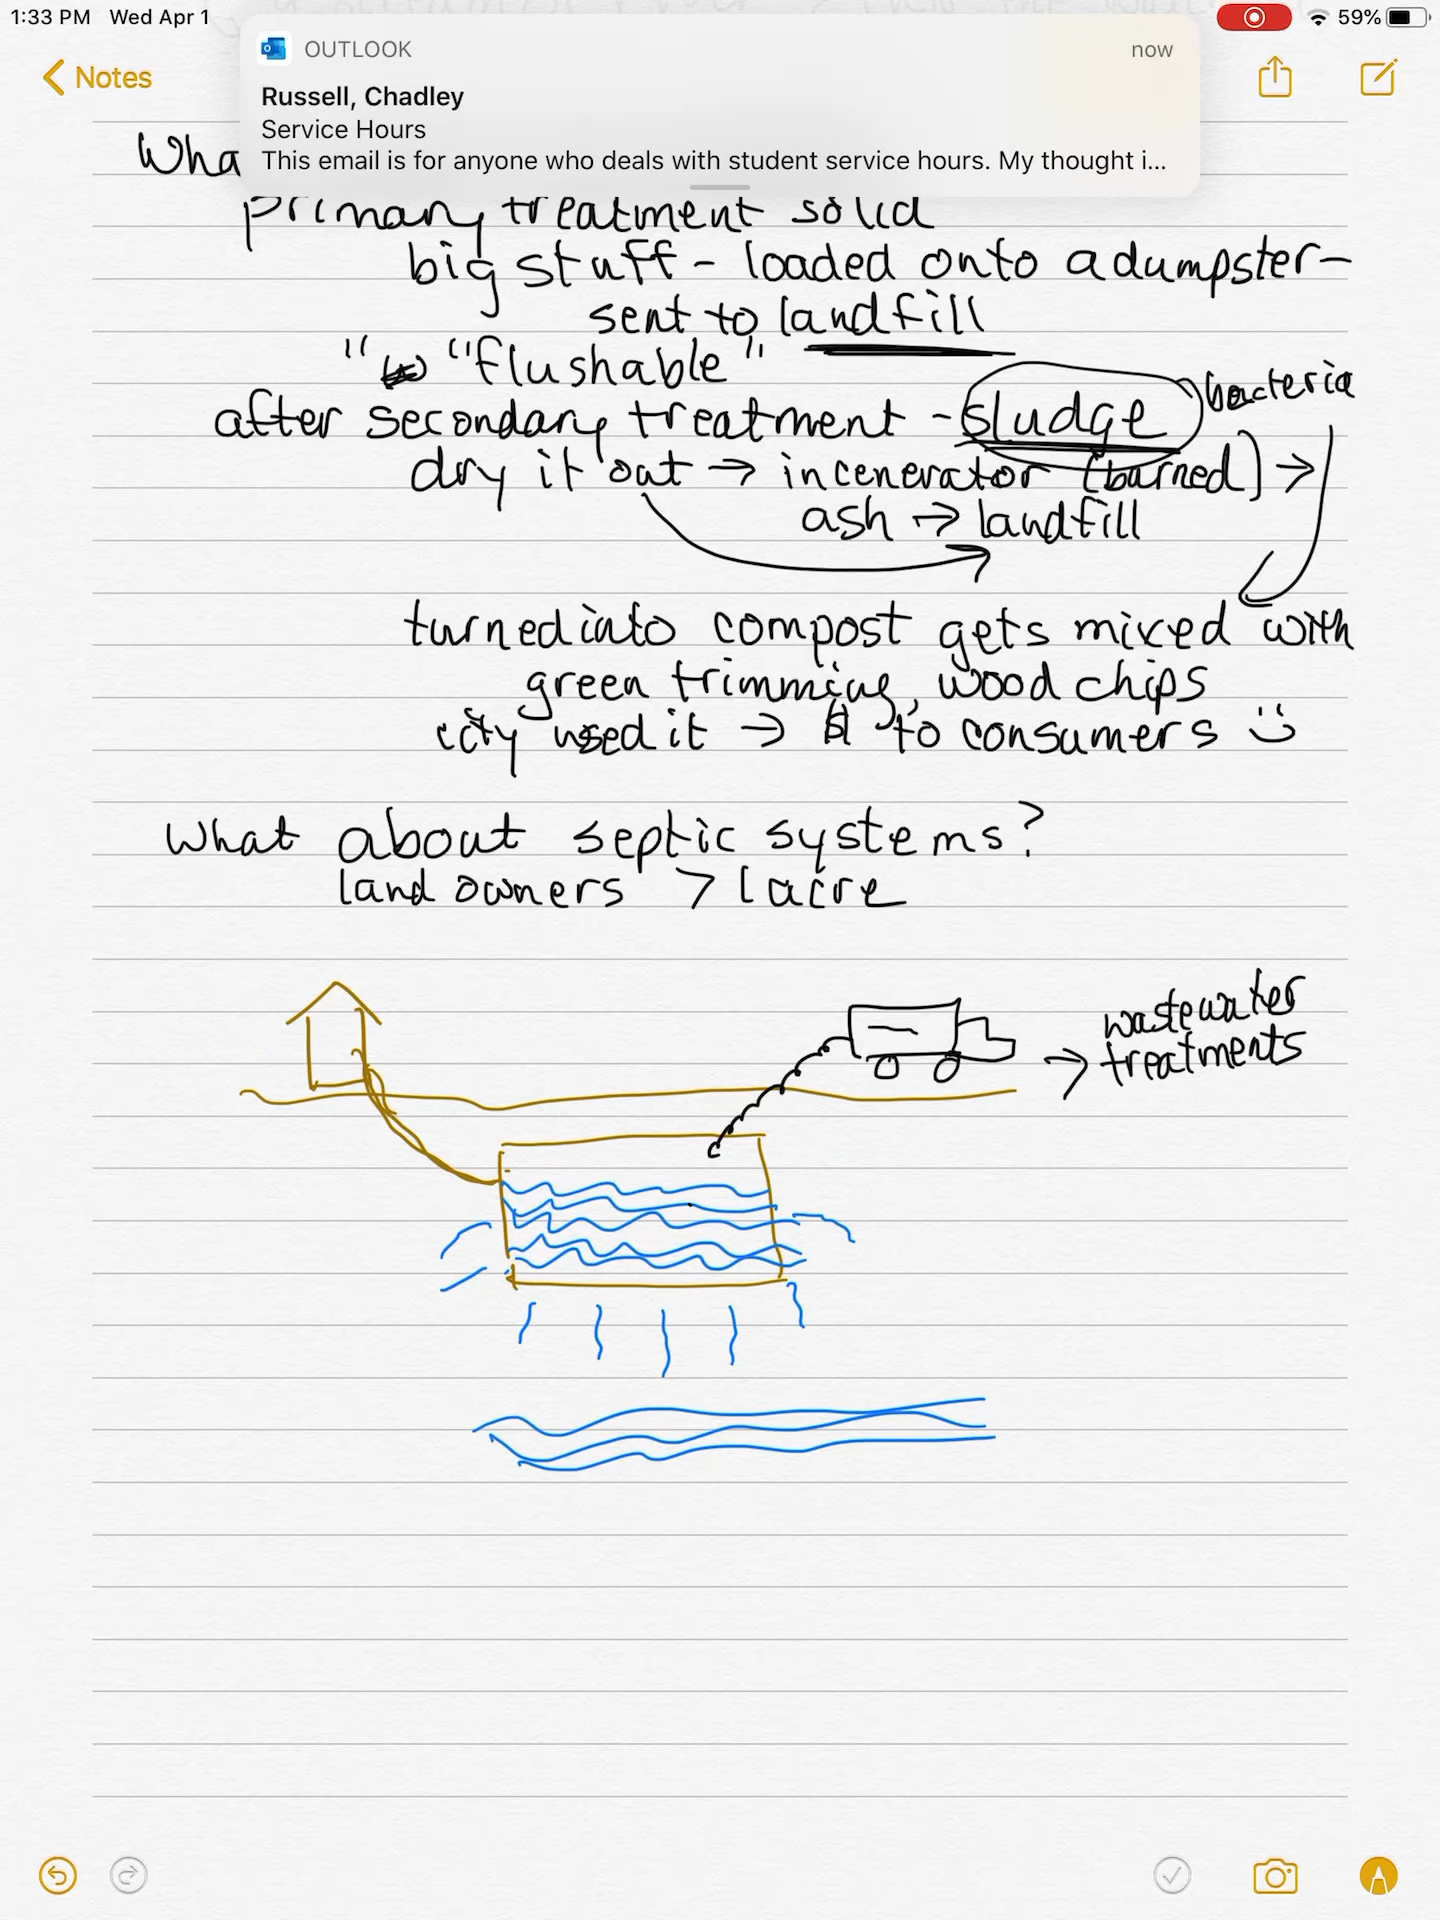 1:33 PM Wed Apr 1
59%
Notes
OUTLOOK
now
Russell, Chadley
Service Hours
This email is for anyone who deals with student service hours. My thought i...
Wha
primary treatment solid
big stuff - loaded onto a dumpster -
sent to landfill
" "flushable"
bacteria
after secondary treatment - sludge
dry it out → incenerator (burned) →
ash → landfill
turned into compost gets mixed with
green trimming, wood chips
city used it → to consumers
What about septic systems?
land owners > 1 acre
wastewater
→ treatments